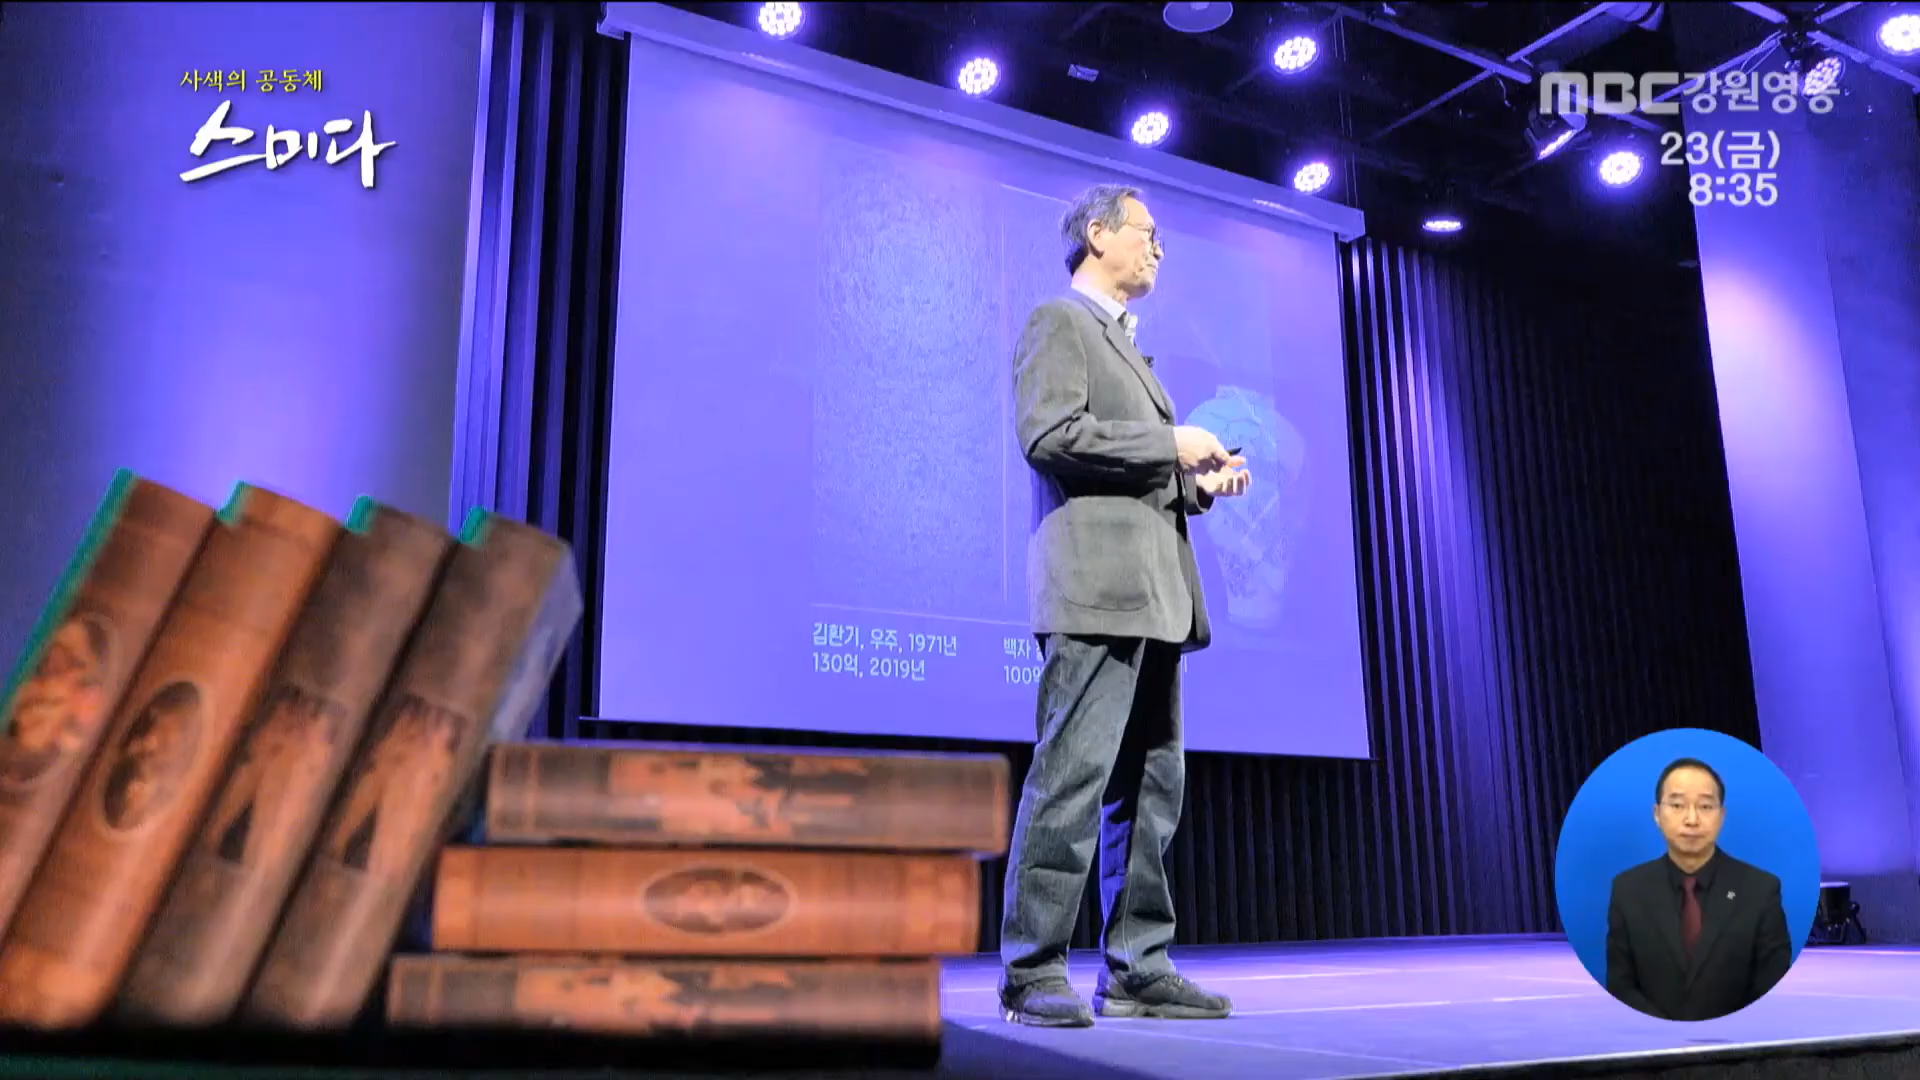 사색의 공동체
스미다
MBC강원영동
23(금)
8:35
김환기, 우주, 1971년
130억, 2019년
백자